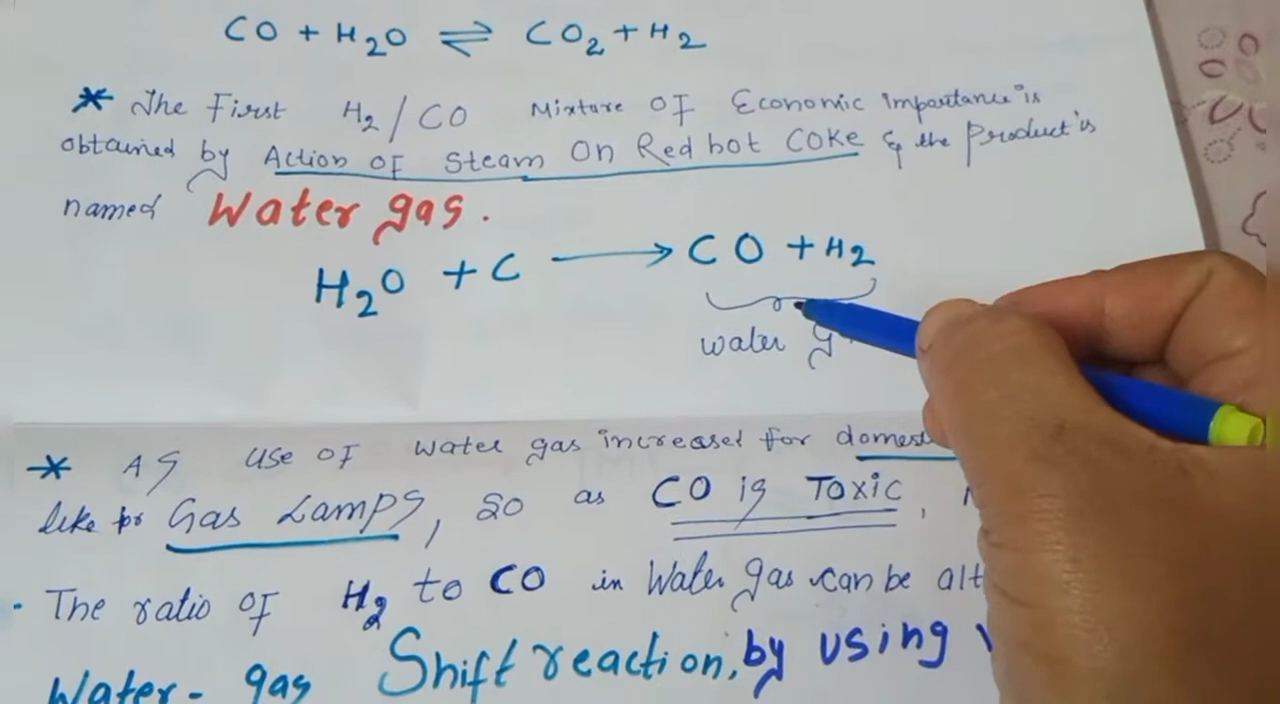 CO + H₂O ⇌ CO₂ + H₂
* The First H₂/CO Mixture OF Economic Importance is
obtained by Action OF Steam On Red hot COKe & the Product is
named Water gas.
H₂O + C ⟶ CO + H₂
water g
* AS Use OF water gas increased for domest
like for Gas Lamps, so as CO is Toxic,
• The ratio OF H₂ to CO in Water gas can be alt
Water- gas Shift reaction, by using